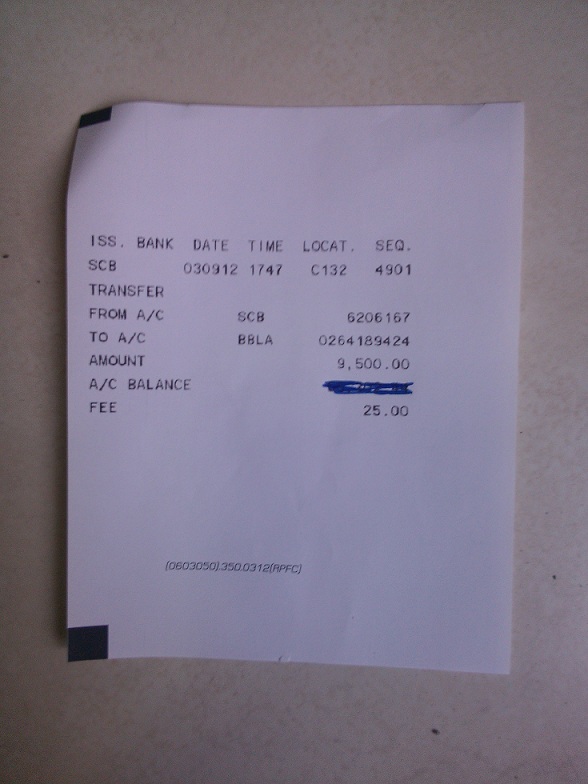 ISS. BANK DATE TIME LOCAT. SEQ.
SCB 030912 1747 C132 4901
TRANSFER
FROM A/C SCB 6206167
TO A/C BBLA 0264189424
AMOUNT 9,500.00
A/C BALANCE
FEE 25.00
(0603050).350.0312(RPFC)